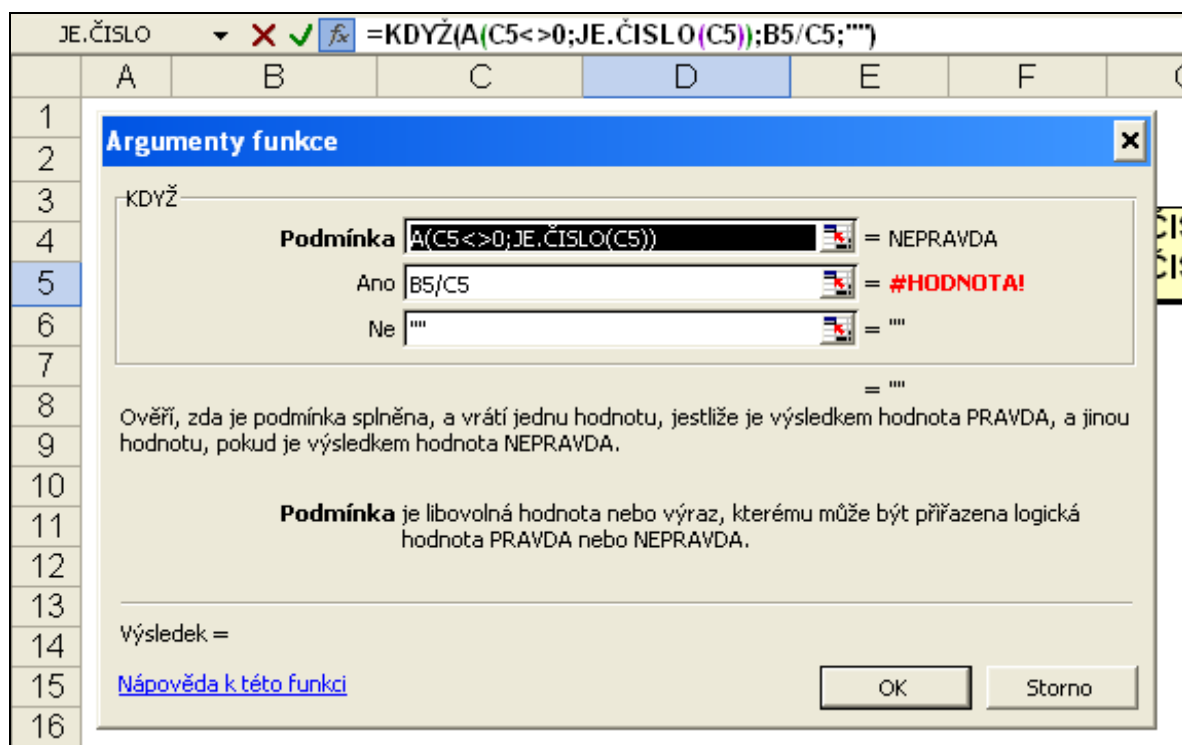 JE.ČISLO =KDYŽ(A(C5<>0;JE.ČISLO(C5));B5/C5;"")
A B C D E F
1
Argumenty funkce
2
3
KDYŽ
4
Podmínka A(C5<>0;JE.ČISLO(C5)) = NEPRAVDA
5
Ano B5/C5 = #HODNOTA!
6
Ne "" = ""
7
= ""
8
Ověří, zda je podmínka splněna, a vrátí jednu hodnotu, jestliže je výsledkem hodnota PRAVDA, a jinou
9
hodnotu, pokud je výsledkem hodnota NEPRAVDA.
10
11
Podmínka je libovolná hodnota nebo výraz, kterému může být přiřazena logická
hodnota PRAVDA nebo NEPRAVDA.
12
13
14
Výsledek =
15
Nápověda k této funkci OK Storno
16